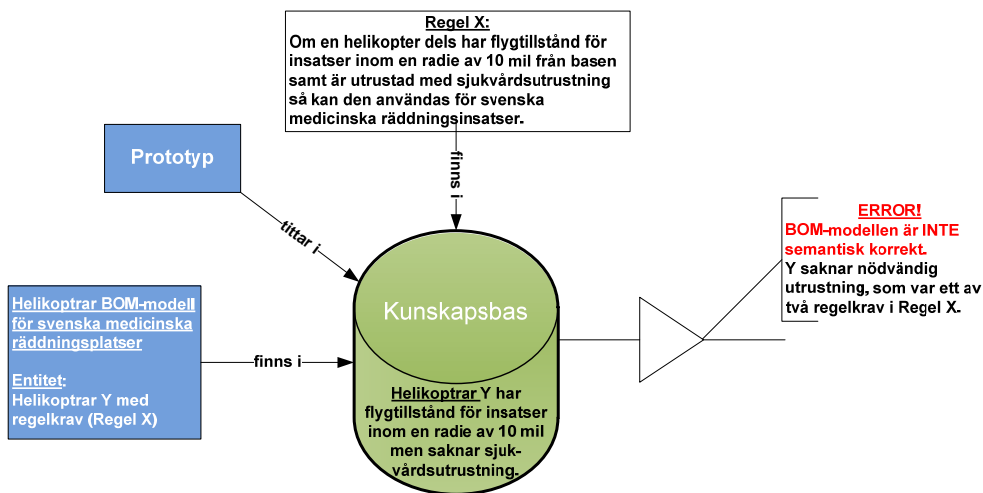 Regel X:
Om en helikopter dels har flygtillstånd för
insatser inom en radie av 10 mil från basen
samt är utrustad med sjukvårdsutrustning
så kan den användas för svenska
medicinska räddningsinsatser.
Prototyp
finns i
tittar i
Helikoptrar BOM-modell
för svenska medicinska
räddningsplatser
Entitet:
Helikoptrar Y med
regelkrav (Regel X)
finns i
Kunskapsbas
Helikoptrar Y har
flygtillstånd för insatser
inom en radie av 10 mil
men saknar sjuk-
vårdsutrustning.
ERROR!
BOM-modellen är INTE
semantisk korrekt.
Y saknar nödvändig
utrustning, som var ett av
två regelkrav i Regel X.